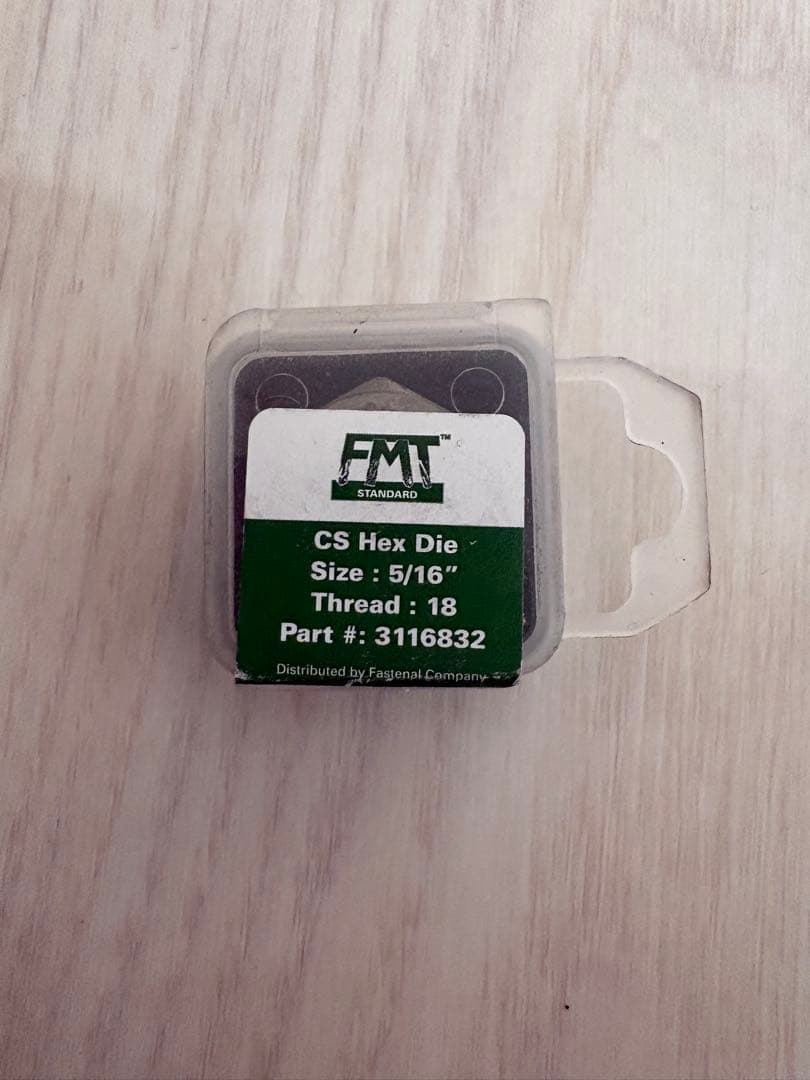 FMT™
STANDARD
CS Hex Die
Size : 5/16”
Thread : 18
Part #: 3116832
Distributed by Fastenal Company